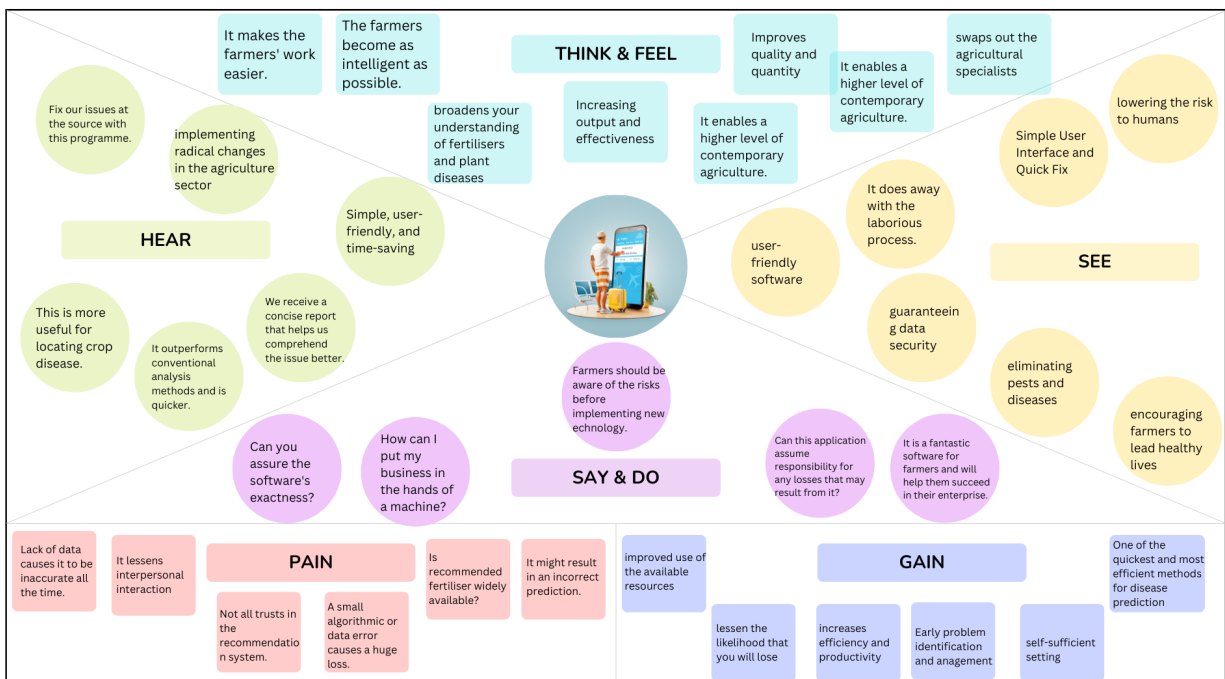 It makes the
farmers' work
easier.
The farmers
become as
intelligent as
possible.
THINK & FEEL
Improves
quality and
quantity
It enables a
higher level of
contemporary
agriculture.
swaps out the
agricultural
specialists
broadens your
understanding
of fertilisers
and plant
diseases
Increasing
output and
effectiveness
It enables a
higher level of
contemporary
agriculture.
Fix our issues at
the source with
this programme.
implementing
radical changes
in the agriculture
sector
Simple, user-
friendly, and
time-saving
HEAR
This is more
useful for
locating crop
disease.
It outperforms
conventional
analysis
methods and is
quicker.
We receive a
concise report
that helps us
comprehend
the issue better.
lowering the risk
to humans
Simple User
Interface and
Quick Fix
It does away
with the
laborious
process.
user-
friendly
software
SEE
guaranteein
g data
security
eliminating
pests and
diseases
encouraging
farmers to
lead healthy
lives
Farmers should be
aware of the risks
before
implementing new
echnology.
Can you
assure the
software's
exactness?
How can I
put my
business in
the hands of
a machine?
SAY & DO
Can this application
assume
responsibility for
any losses that may
result from it?
It is a fantastic
software for
farmers and will
help them succeed
in their enterprise.
Lack of data
causes it to be
inaccurate all
the time.
It lessens
interpersonal
interaction
PAIN
Is
recommended
fertiliser widely
available?
It might result
in an incorrect
prediction.
Not all trusts in
the
recommendatio
n system.
A small
algorithmic or
data error
causes a huge
loss.
improved use of
the available
resources
GAIN
One of the
quickest and most
efficient methods
for disease
prediction
lessen the
likelihood that
you will lose
increases
efficiency and
productivity
Early problem
identification
and anagement
self-sufficient
setting